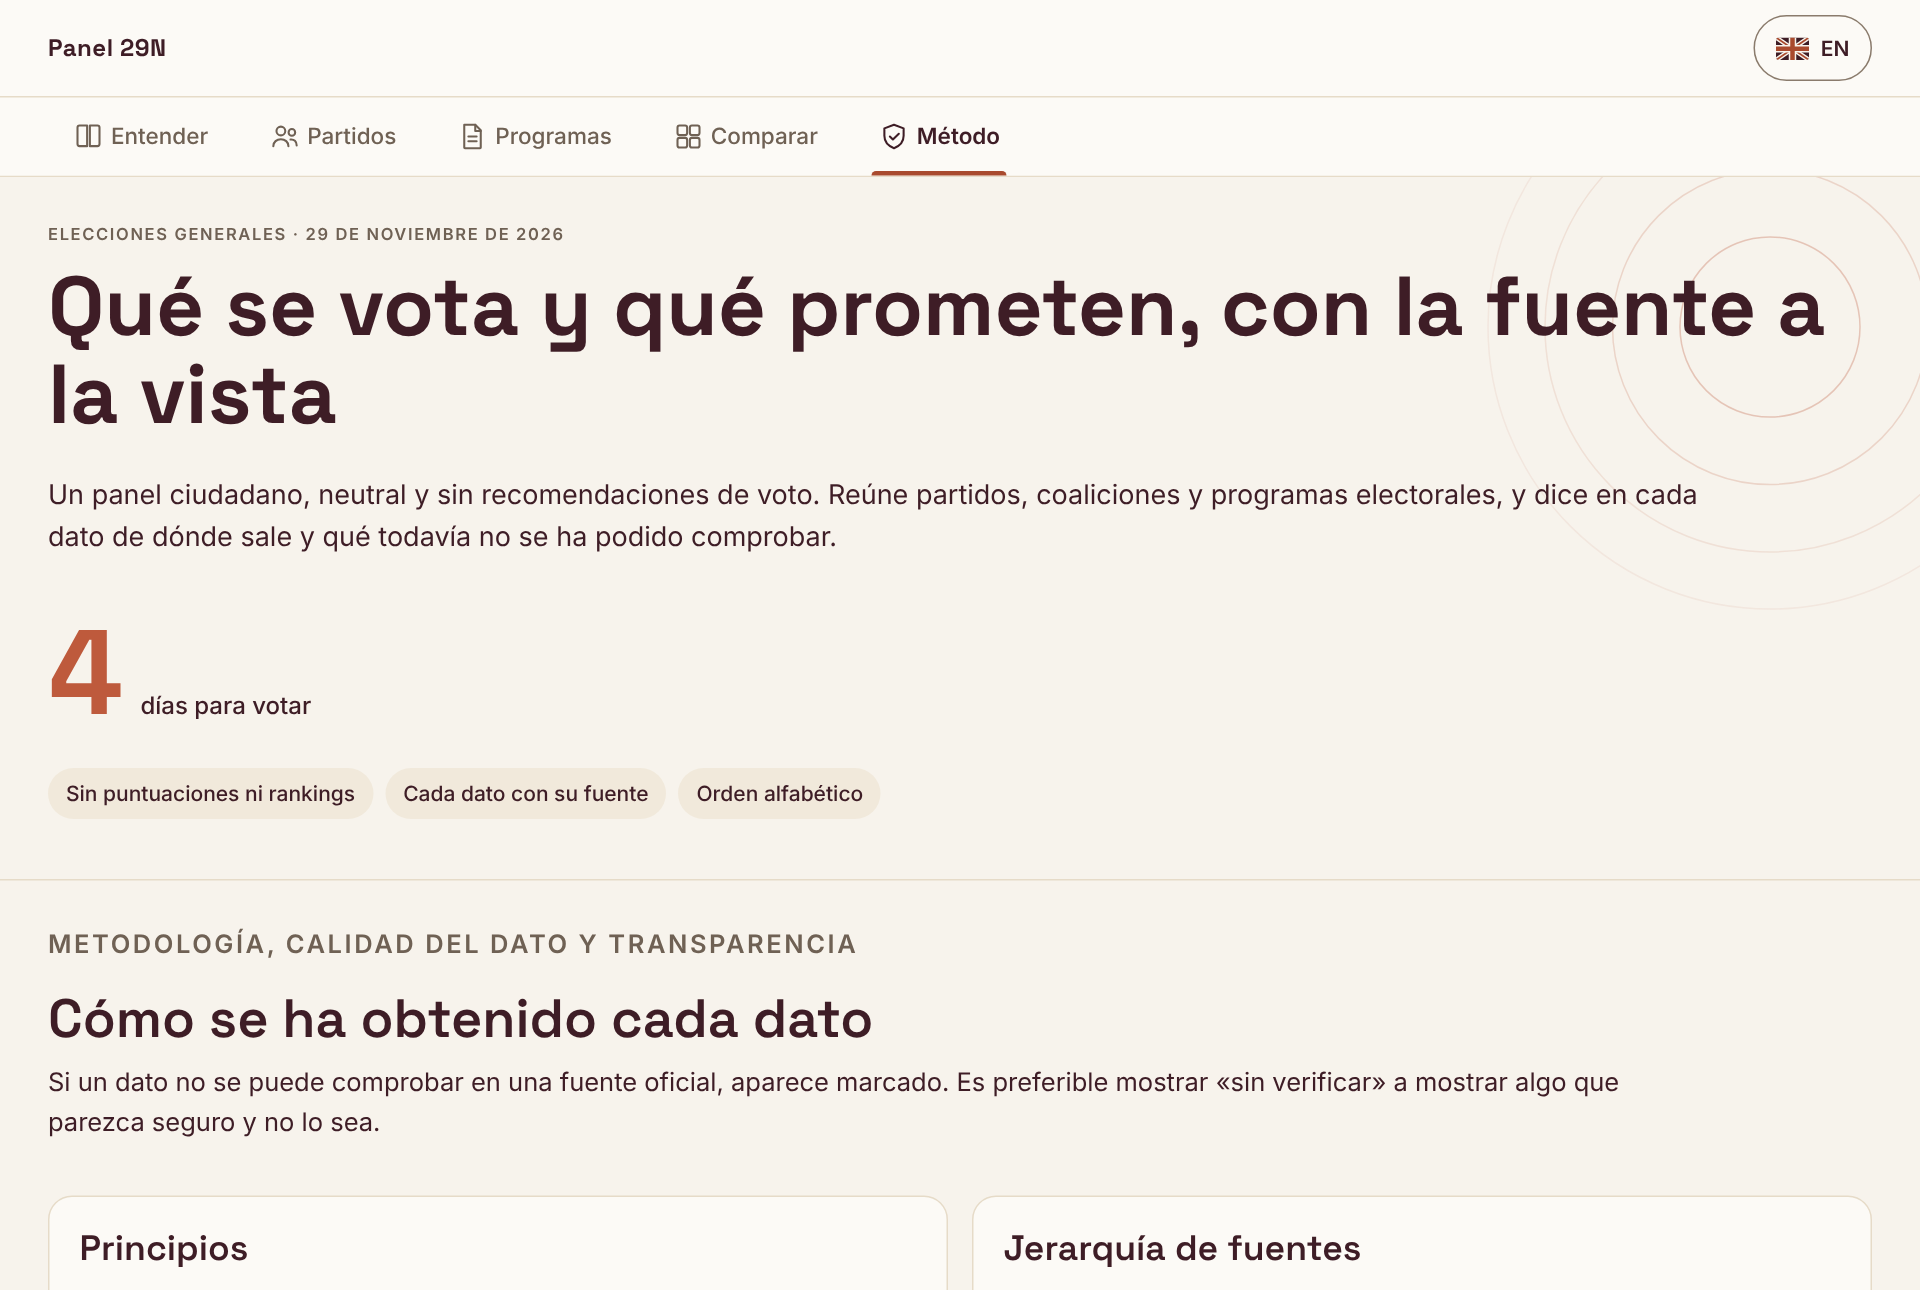 Panel 29N
EN
Entender
Partidos
Programas
Comparar
Método
ELECCIONES GENERALES · 29 DE NOVIEMBRE DE 2026
Qué se vota y qué prometen, con la fuente a
la vista
Un panel ciudadano, neutral y sin recomendaciones de voto. Reúne partidos, coaliciones y programas electorales, y dice en cada
dato de dónde sale y qué todavía no se ha podido comprobar.
4 días para votar
Sin puntuaciones ni rankings
Cada dato con su fuente
Orden alfabético
METODOLOGÍA, CALIDAD DEL DATO Y TRANSPARENCIA
Cómo se ha obtenido cada dato
Si un dato no se puede comprobar en una fuente oficial, aparece marcado. Es preferible mostrar «sin verificar» a mostrar algo que
parezca seguro y no lo sea.
Principios
Jerarquía de fuentes